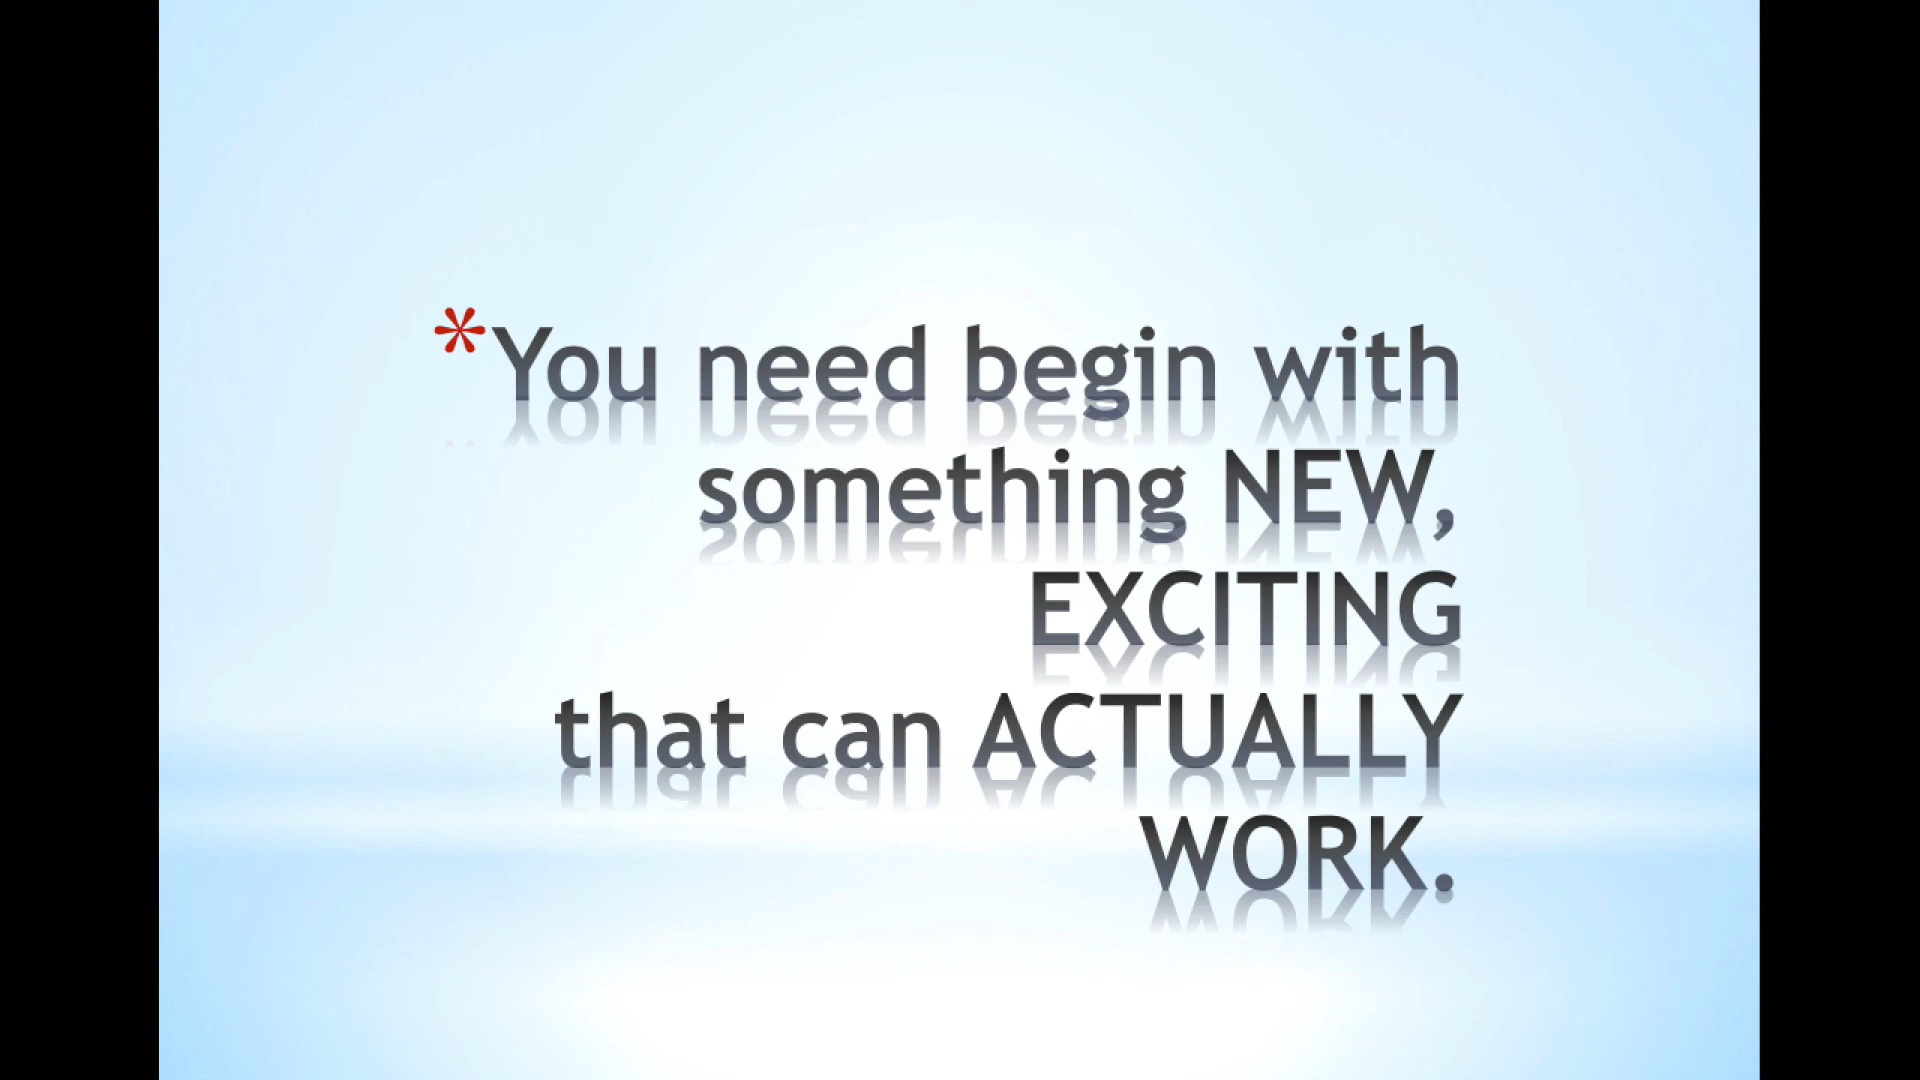 *You need begin with
something NEW,
EXCITING
that can ACTUALLY
WORK.